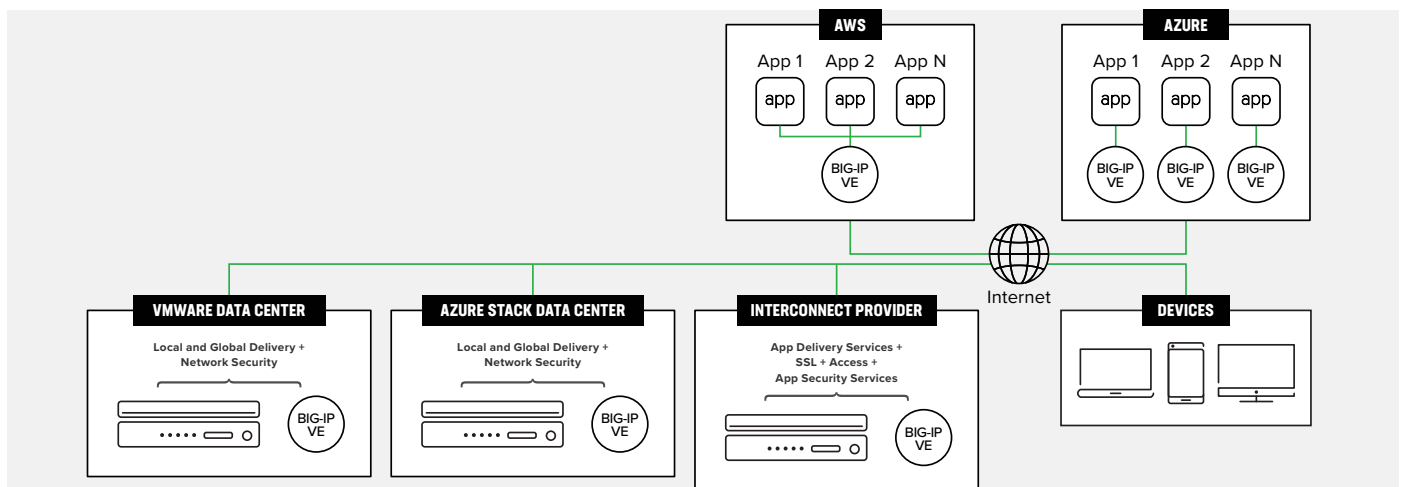 AWS
App 1 App 2 App N
app app app
BIG-IP
VE
AZURE
App 1 App 2 App N
app app app
BIG-IP BIG-IP BIG-IP
VE VE VE
Internet
VMWARE DATA CENTER
Local and Global Delivery +
Network Security
BIG-IP
VE
AZURE STACK DATA CENTER
Local and Global Delivery +
Network Security
BIG-IP
VE
INTERCONNECT PROVIDER
App Delivery Services +
SSL + Access +
App Security Services
BIG-IP
VE
DEVICES